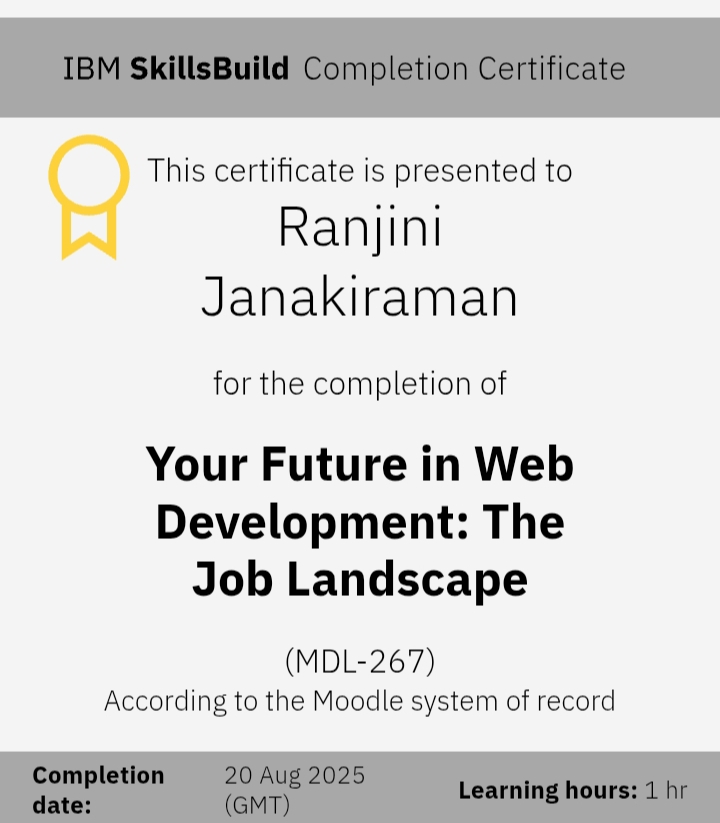 IBM SkillsBuild Completion Certificate
This certificate is presented to
Ranjini
Janakiraman
for the completion of
Your Future in Web
Development: The
Job Landscape
(MDL-267)
According to the Moodle system of record
Completion
date:
20 Aug 2025
(GMT)
Learning hours: 1 hr